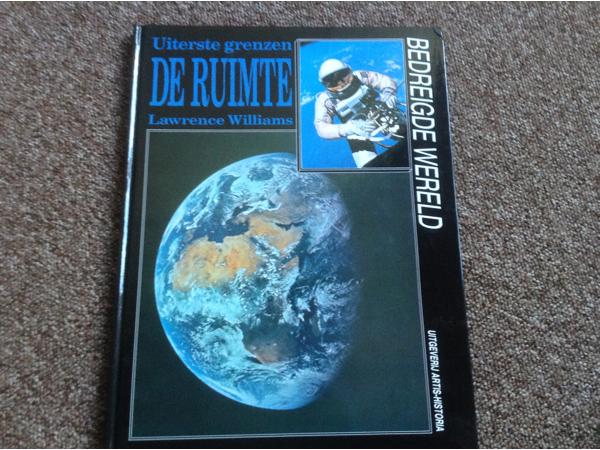 Uiterste grenzen
DE RUIMTE
Lawrence Williams
BEDREIGDE WERELD
UITGEVERIJ ARTIS-HISTORIA